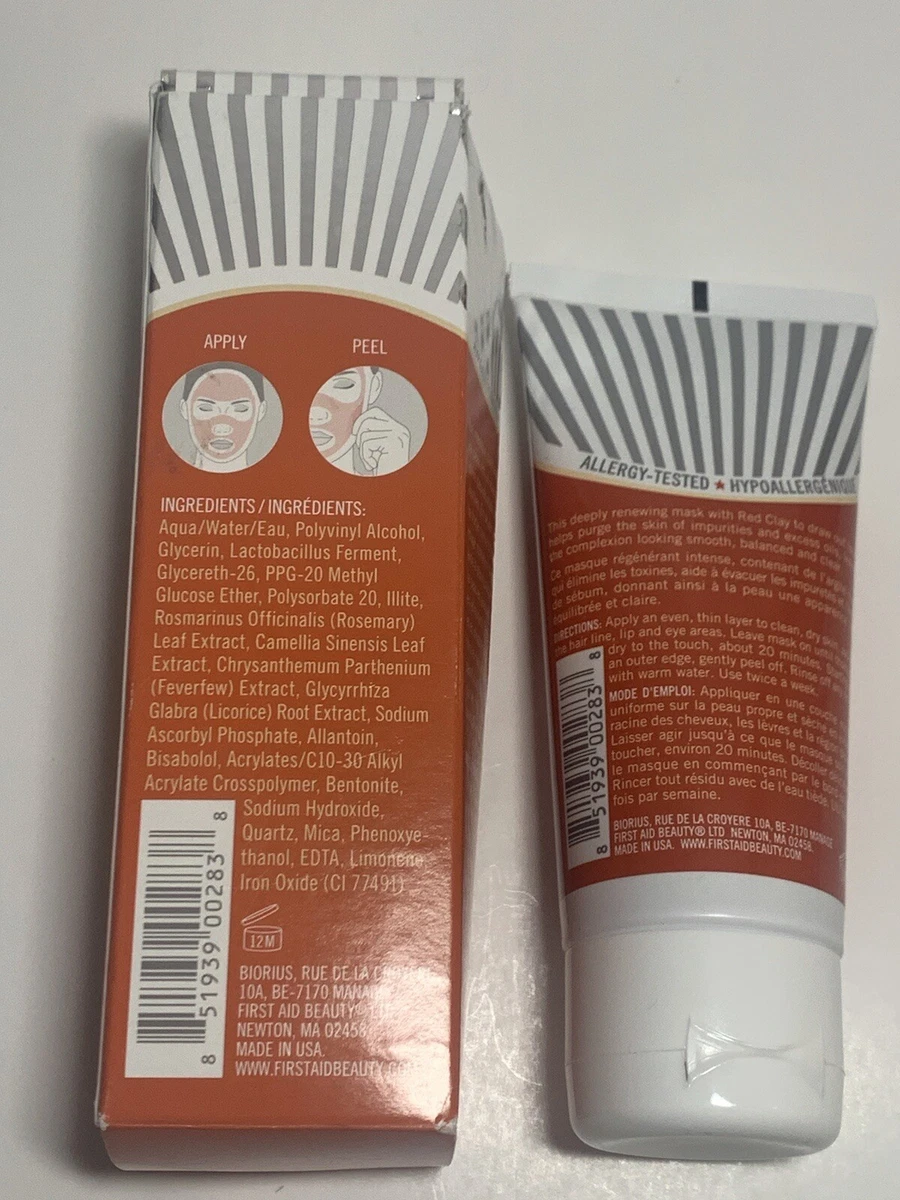 APPLY
PEEL
INGREDIENTS / INGRÉDIENTS:
Aqua/Water/Eau, Polyvinyl Alcohol,
Glycerin, Lactobacillus Ferment,
Glycereth-26, PPG-20 Methyl
Glucose Ether, Polysorbate 20, Illite,
Rosmarinus Officinalis (Rosemary)
Leaf Extract, Camellia Sinensis Leaf
Extract, Chrysanthemum Parthenium
(Feverfew) Extract, Glycyrrhiza
Glabra (Licorice) Root Extract, Sodium
Ascorbyl Phosphate, Allantoin,
Bisabolol, Acrylates/C10-30 Alkyl
Acrylate Crosspolymer, Bentonite,
Sodium Hydroxide,
Quartz, Mica, Phenoxye-
thanol, EDTA, Limonene
Iron Oxide (CI 77491)
8 51939 00283 8
12M
BIORIUS, RUE DE LA
10A, BE-7170
FIRST AID BEAUTY®
NEWTON, MA 02458
MADE IN USA.
WWW.FIRSTAIDBEAUTY.COM
ALLERGY-TESTED ★ HYPOALLERGÉNIQUE
This deeply renewing mask with Red Clay to draw
helps purge the skin of impurities and excess
the complexion looking smooth, balanced and clear
Ce masque régénérant intense, contenant de
qui élimine les toxines, aide à évacuer les
de sébum, donnant ainsi à la peau une
équilibrée et claire.
DIRECTIONS: Apply an even, thin layer to clean, dry
the hair line, lip and eye areas. Leave mask on
dry to the touch, about 20 minutes.
an outer edge, gently peel off. Rinse off
with warm water. Use twice a week.
MODE D'EMPLOI: Appliquer en une couche
uniforme sur la peau propre et sèche
racine des cheveux, les lèvres et la
Laisser agir jusqu'à ce que le masque
toucher, environ 20 minutes. Décoller
le masque en commençant par le
Rincer tout résidu avec de l'eau tiède.
fois par semaine.
8 51939 00283 8
BIORIUS, RUE DE LA CROYERE 10A, BE-7170 MANAGE
FIRST AID BEAUTY® LTD NEWTON, MA 02458.
MADE IN USA. WWW.FIRSTAIDBEAUTY.COM